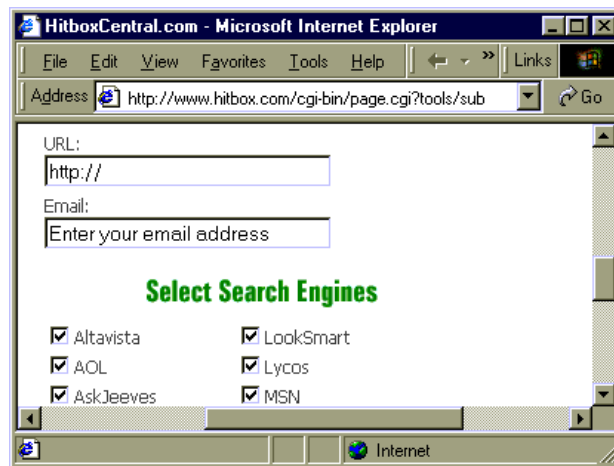 HitboxCentral.com - Microsoft Internet Explorer
File Edit View Favorites Tools Help » Links
Address http://www.hitbox.com/cgi-bin/page.cgi?tools/sub Go
URL:
http://
Email:
Enter your email address
Select Search Engines
Altavista LookSmart
AOL Lycos
AskJeeves MSN
Internet